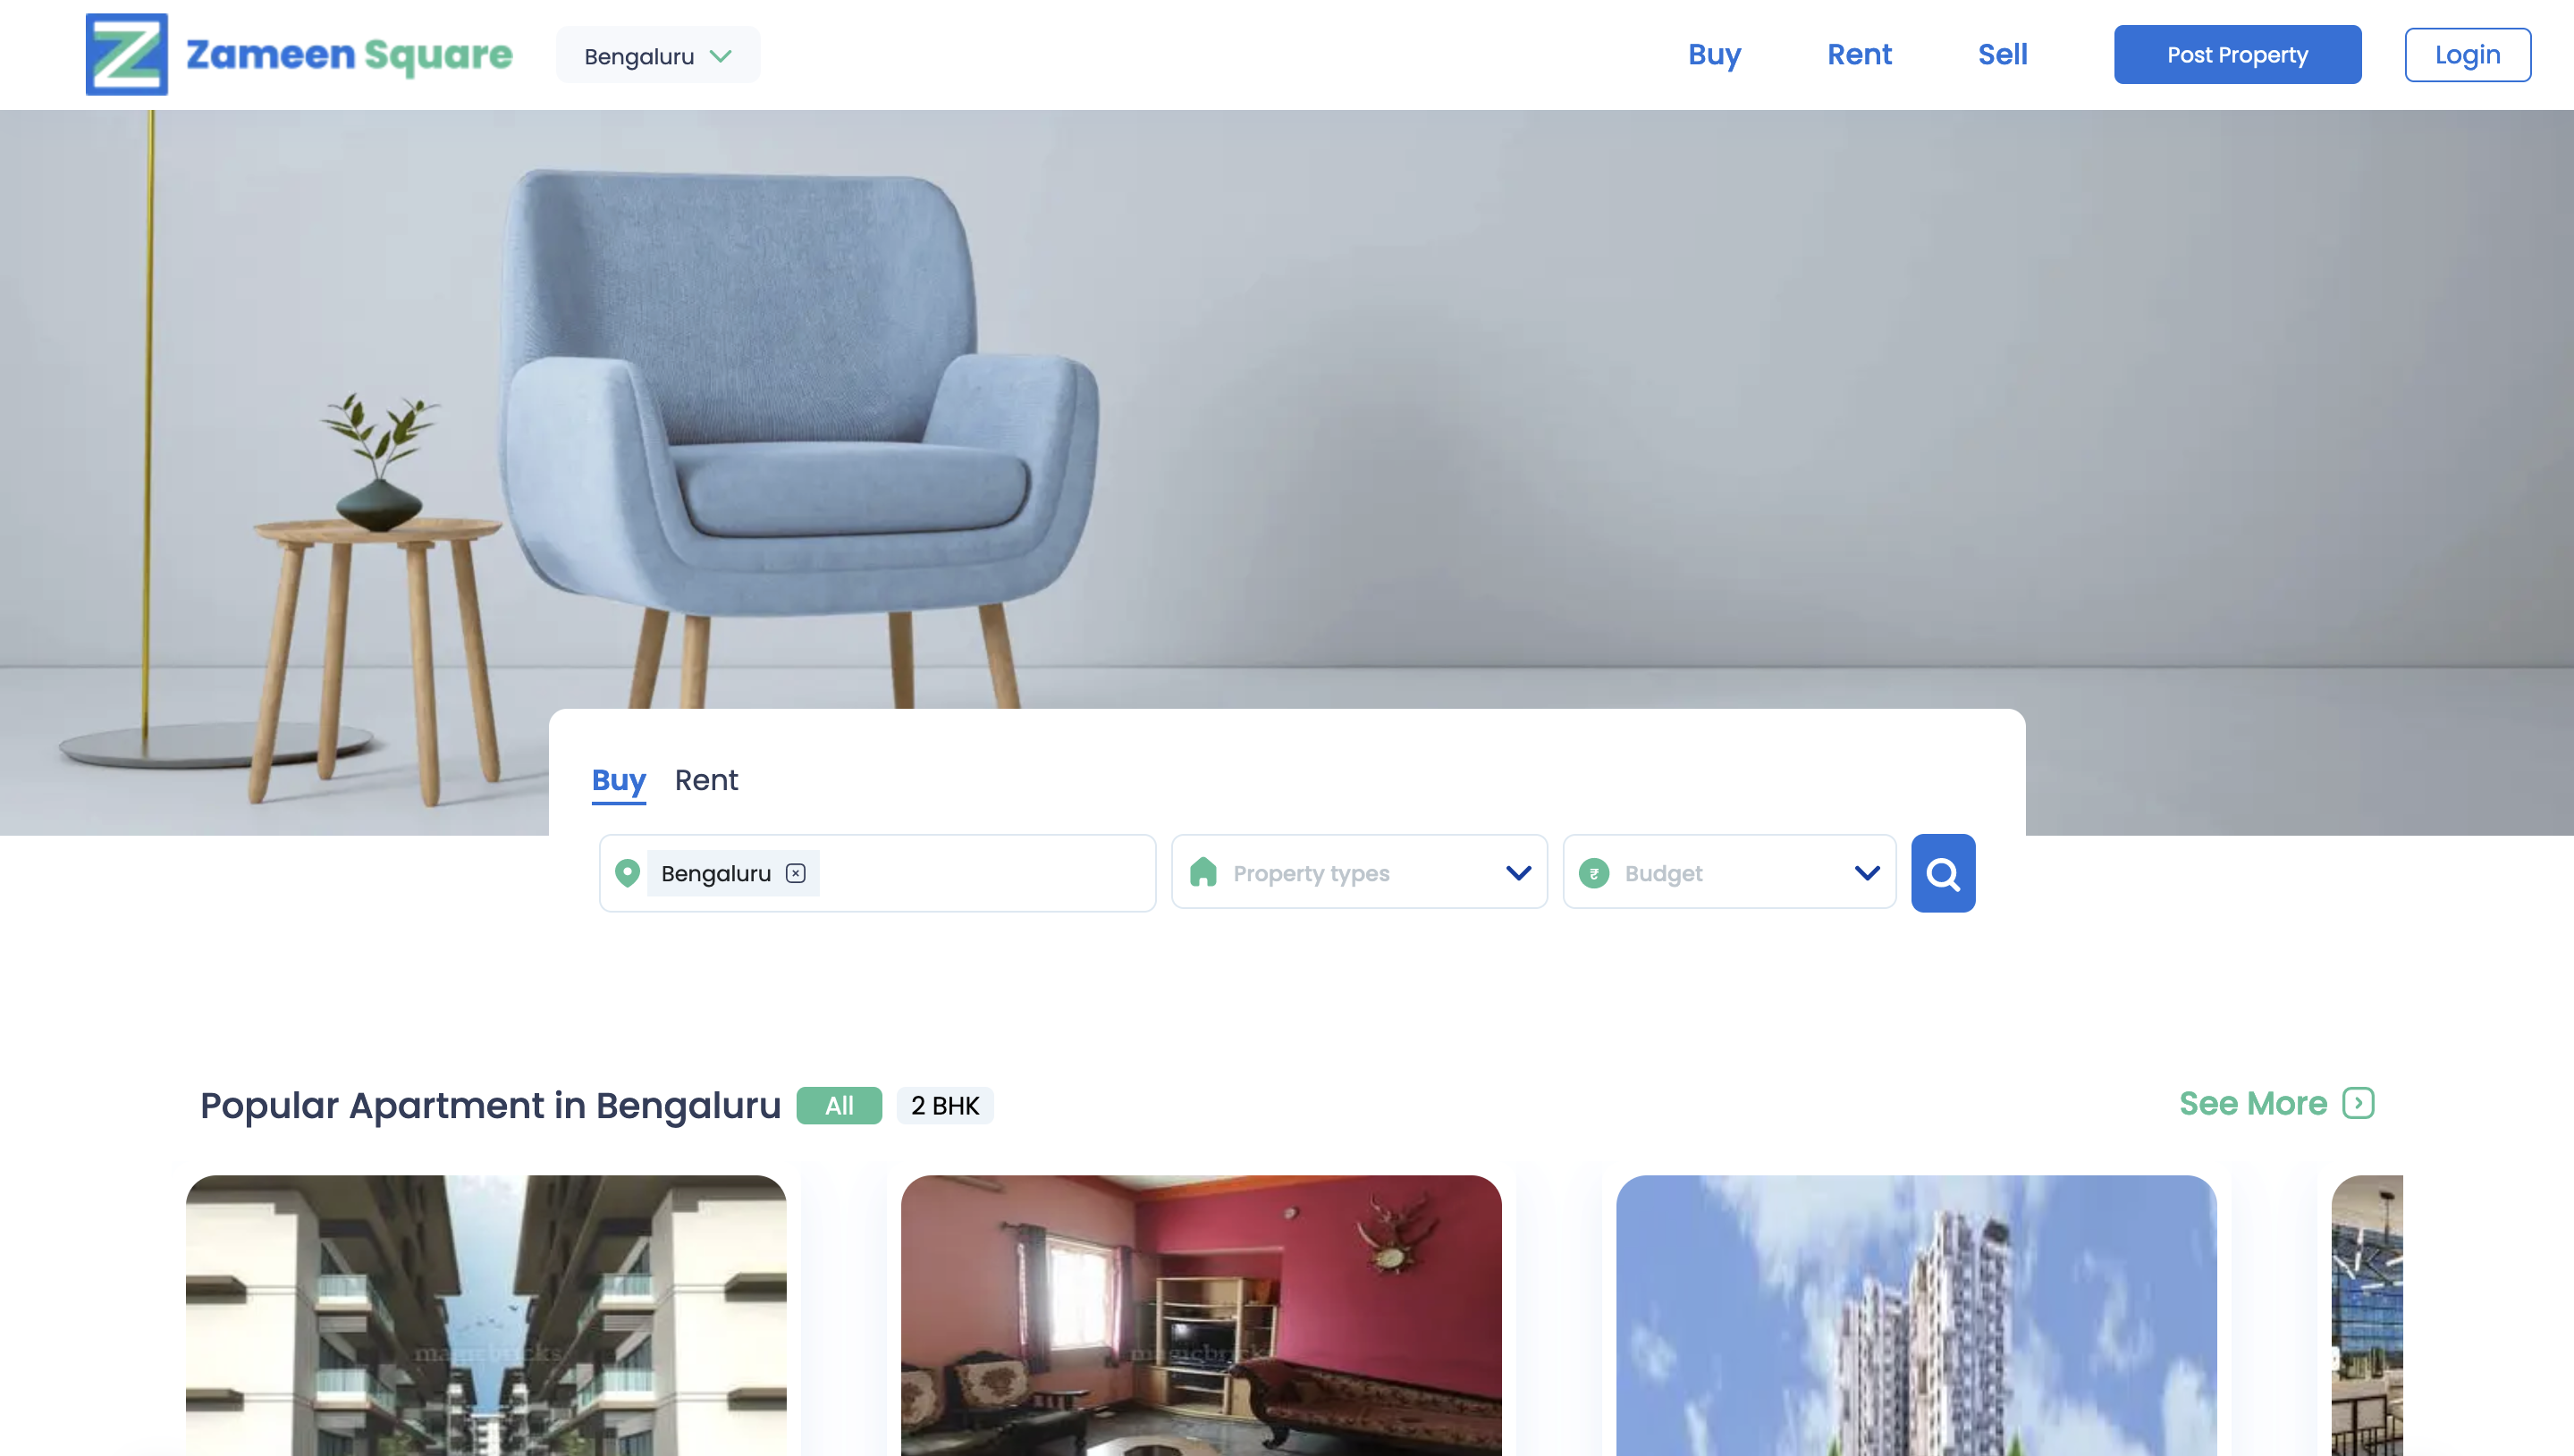 Zameen Square
Bengaluru
Buy
Rent
Sell
Post Property
Login
Buy
Rent
Bengaluru
Property types
₹
Budget
Popular Apartment in Bengaluru
All
2 BHK
See More
magicbricks
magicbricks